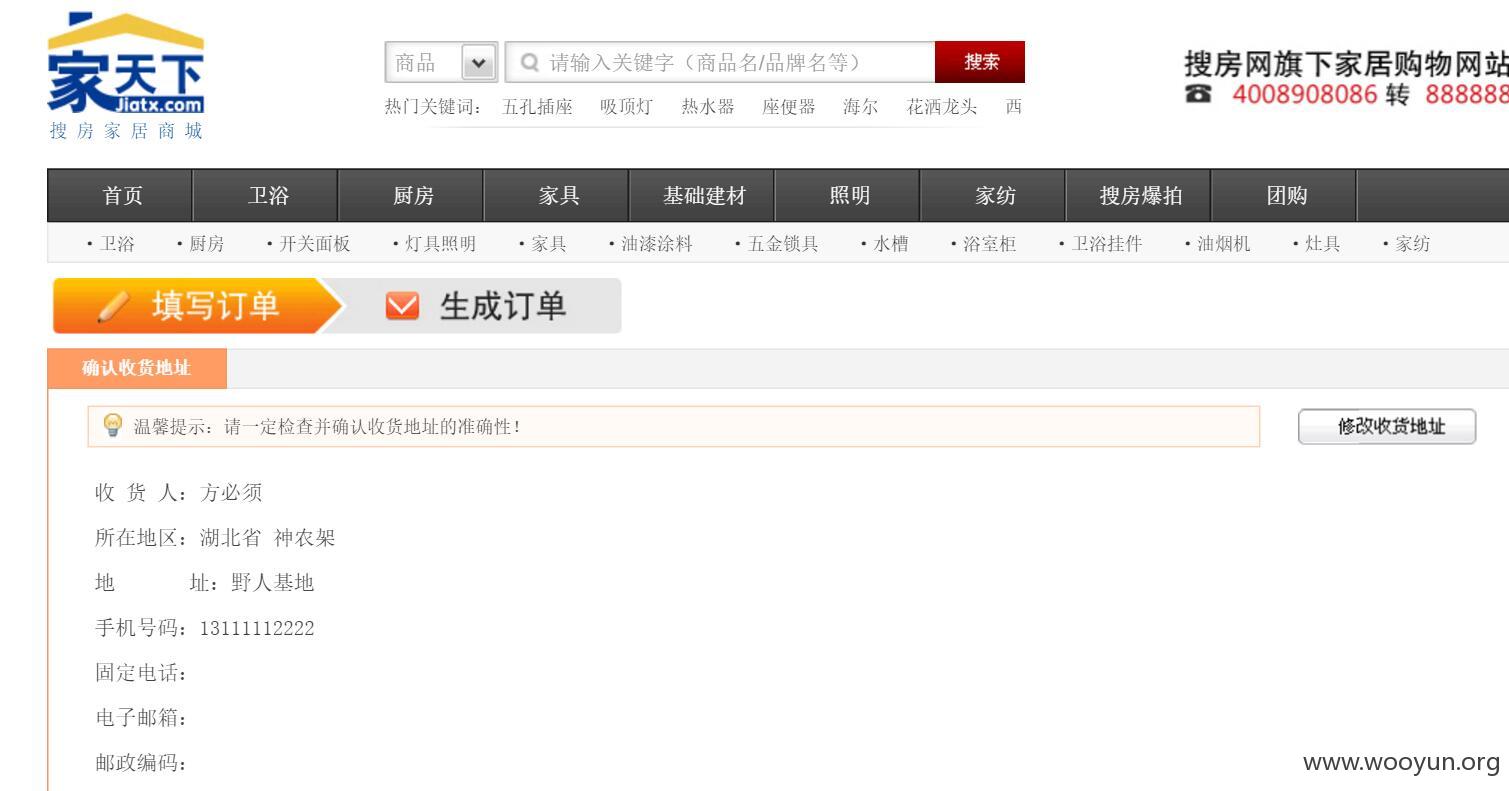 家天下
Jiatx.com
搜房家居商城
商品 请输入关键字（商品名/品牌名等） 搜索
热门关键词： 五孔插座 吸顶灯 热水器 座便器 海尔 花洒龙头 西
搜房网旗下家居购物网站
4008908086 转 888888
首页 卫浴 厨房 家具 基础建材 照明 家纺 搜房爆拍 团购
・卫浴 ・厨房 ・开关面板 ・灯具照明 ・家具 ・油漆涂料 ・五金锁具 ・水槽 ・浴室柜 ・卫浴挂件 ・油烟机 ・灶具 ・家纺
填写订单 生成订单
确认收货地址
温馨提示：请一定检查并确认收货地址的准确性！ 修改收货地址
收 货 人：方必须
所在地区：湖北省 神农架
地 址：野人基地
手机号码：13111112222
固定电话：
电子邮箱：
邮政编码：
www.wooyun.org